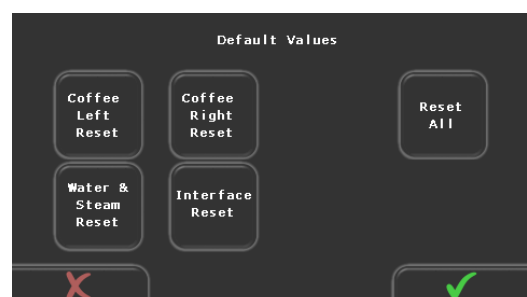 Default Values
Coffee
Left
Reset
Coffee
Right
Reset
Reset
All
Water &
Steam
Reset
Interface
Reset